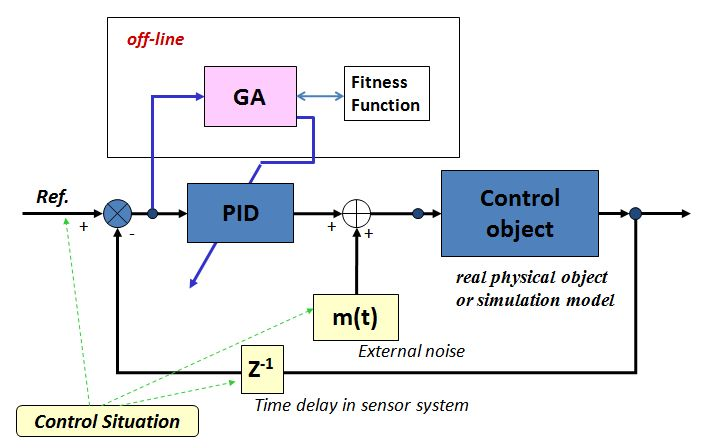 off-line
GA
Fitness
Function
Ref.
+
-
PID
+
+
Control
object
real physical object
or simulation model
m(t)
External noise
Z-1
Time delay in sensor system
Control Situation